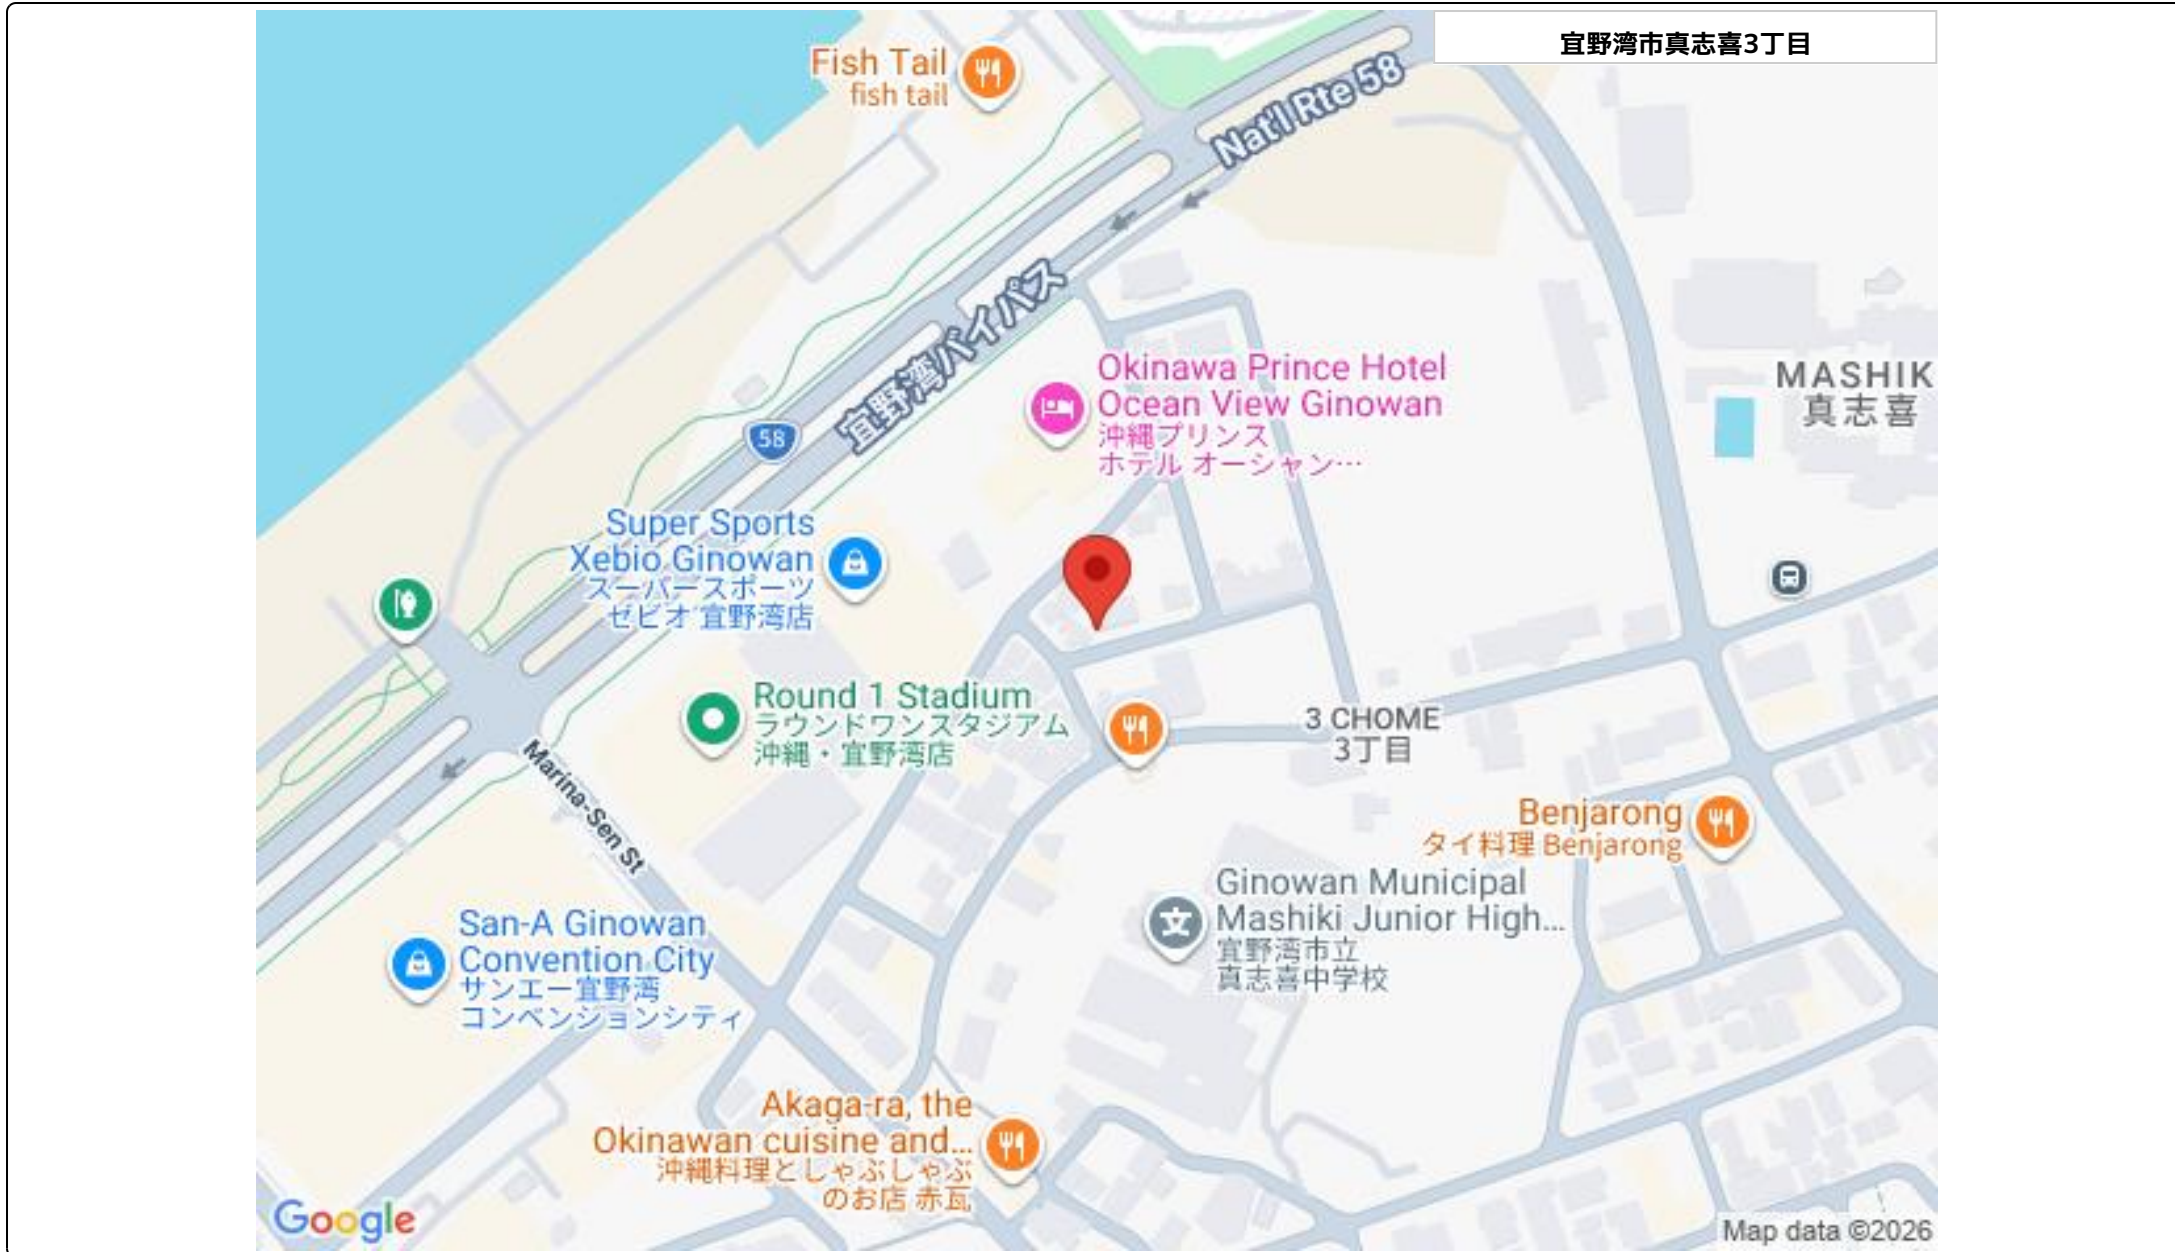 宜野湾市真志喜3丁目
Fish Tail
fish tail
Nat'l Rte 58
宜野湾バイパス
Okinawa Prince Hotel
Ocean View Ginowan
沖縄プリンス
ホテル オーシャン…
MASHIK
真志喜
58
Super Sports
Xebio Ginowan
スーパースポーツ
ゼビオ 宜野湾店
Round 1 Stadium
ラウンドワンスタジアム
沖縄・宜野湾店
3 CHOME
3丁目
Marina-Sen St
Benjarong
タイ料理 Benjarong
Ginowan Municipal
Mashiki Junior High...
宜野湾市立
真志喜中学校
文
San-A Ginowan
Convention City
サンエー宜野湾
コンベンションシティ
Akaga-ra, the
Okinawan cuisine and...
沖縄料理としゃぶしゃぶ
のお店 赤瓦
Google
Map data ©2026